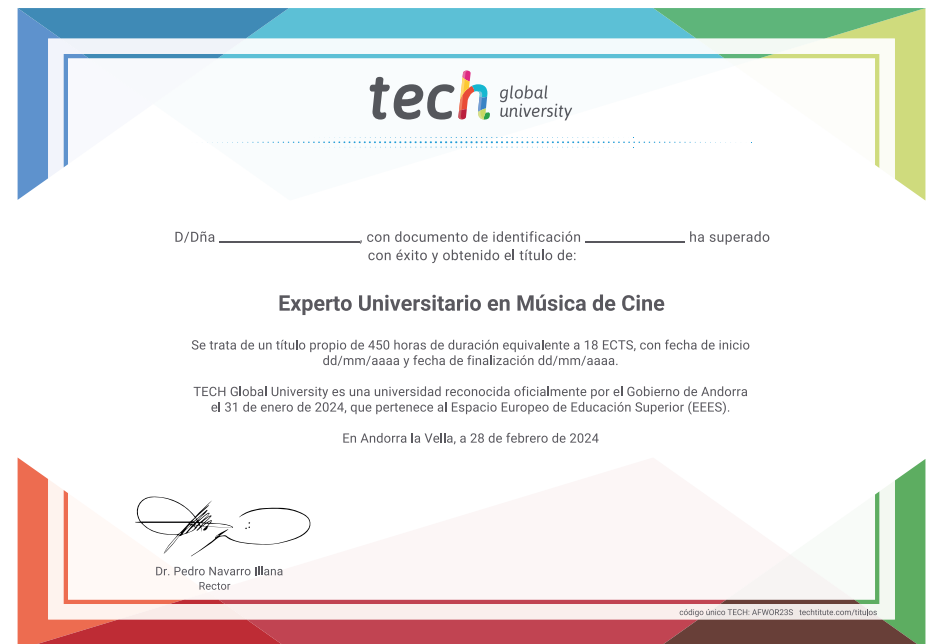 tech global university
D/Dña ________________, con documento de identificación ____________ ha superado
con éxito y obtenido el título de:
Experto Universitario en Música de Cine
Se trata de un título propio de 450 horas de duración equivalente a 18 ECTS, con fecha de inicio
dd/mm/aaaa y fecha de finalización dd/mm/aaaa.
TECH Global University es una universidad reconocida oficialmente por el Gobierno de Andorra
el 31 de enero de 2024, que pertenece al Espacio Europeo de Educación Superior (EEES).
En Andorra la Vella, a 28 de febrero de 2024
Dr. Pedro Navarro Illana
Rector
código único TECH: AFWOR23S techtitute.com/titulos